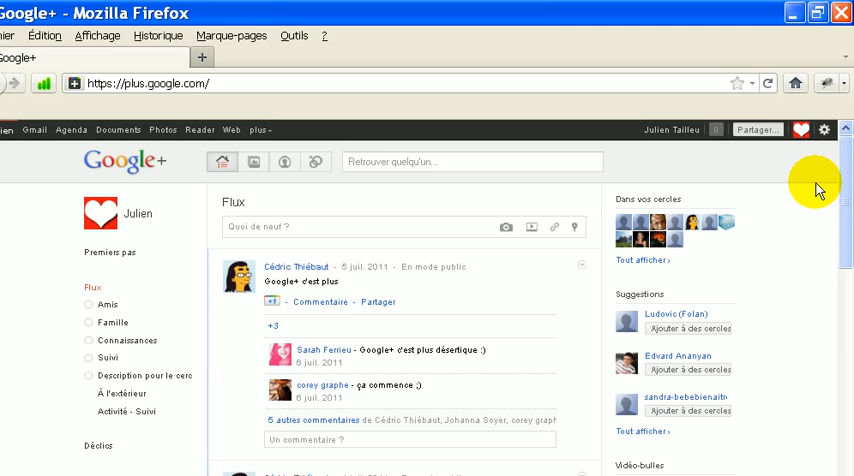 Google+ - Mozilla Firefox
Édition Affichage Historique Marque-pages Outils ?
Google+
https://plus.google.com/
Gmail Agenda Documents Photos Reader Web plus Julien Tailleu 0 Partager...
Google+ Retrouver quelqu'un...
Julien
Premiers pas
Flux
Amis
Famille
Connaissances
Suivi
Description pour le cerc
À l'extérieur
Activité - Suivi
Déclics
Flux
Quoi de neuf ?
Cédric Thiébaut - 5 juil. 2011 - En mode public
Google+ c'est plus
+1 - Commentaire - Partager
+3
Sarah Ferrieu - Google+ c'est plus désertique :)
6 juil. 2011
corey graphe - ça commence ;)
6 juil. 2011
5 autres commentaires de Cédric Thiébaut, Johanna Soyer, corey graph
Un commentaire ?
Dans vos cercles
Tout afficher ›
Suggestions
Ludovic (Folan)
Ajouter à des cercles
Edvard Ananyan
Ajouter à des cercles
sandra-bebebienaitre
Ajouter à des cercles
Tout afficher ›
Vidéo-bulles